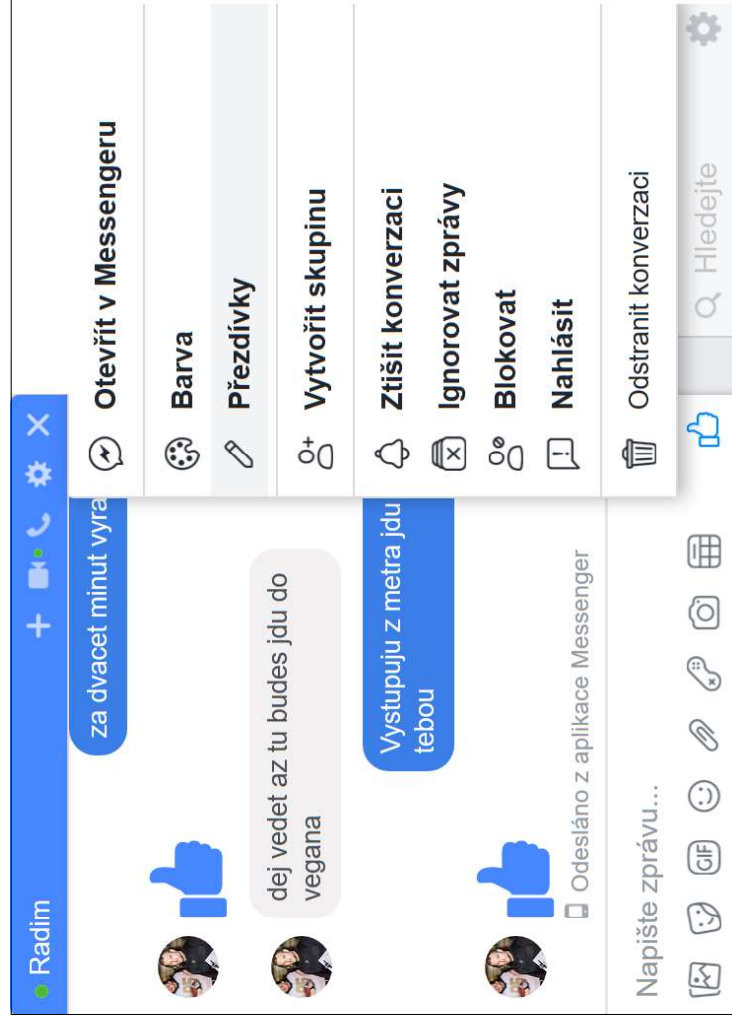 Radim
za dvacet minut vyra
dej vedet az tu budes jdu do
vegana
Vystupuju z metra jdu
tebou
Odesláno z aplikace Messenger
Napište zprávu...
GIF
Otevřít v Messengeru
Barva
Přezdívky
Vytvořit skupinu
Ztišit konverzaci
Ignorovat zprávy
Blokovat
Nahlásit
Odstranit konverzaci
Hledejte